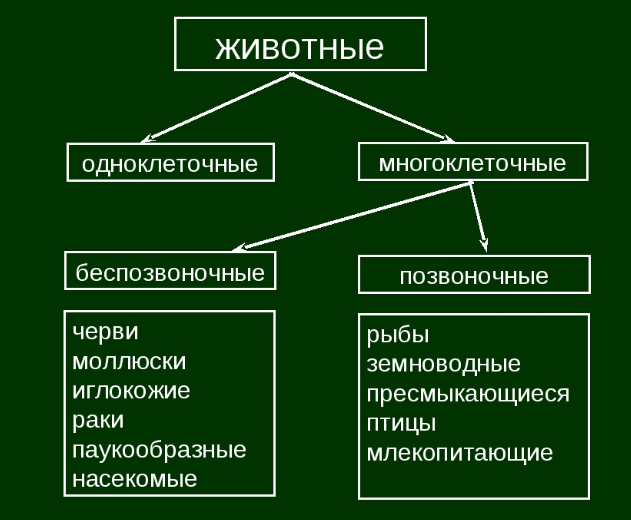 животные
одноклеточные
многоклеточные
беспозвоночные
позвоночные
черви
моллюски
иглокожие
раки
паукообразные
насекомые
рыбы
земноводные
пресмыкающиеся
птицы
млекопитающие